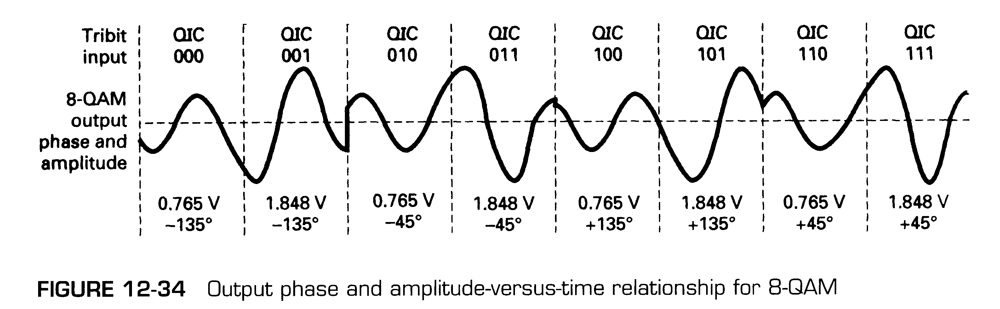 Tribit input
QIC QIC QIC QIC QIC QIC QIC QIC
000 001 010 011 100 101 110 111
8-QAM
output
phase and
amplitude
0.765 V 1.848 V 0.765 V 1.848 V 0.765 V 1.848 V 0.765 V 1.848 V
–135° –135° –45° –45° +135° +135° +45° +45°
FIGURE 12-34 Output phase and amplitude-versus-time relationship for 8-QAM